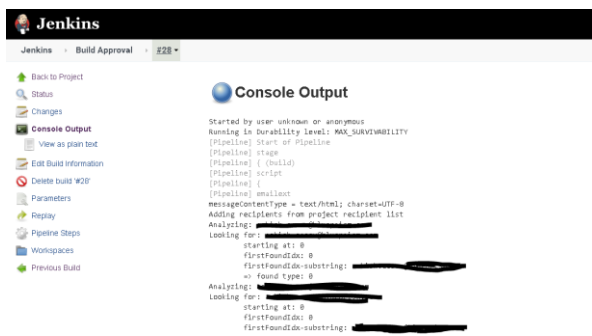 Jenkins
Jenkins
Build Approval
#28
Back to Project
Status
Changes
Console Output
View as plain text
Edit Build Information
Delete build '#28'
Parameters
Replay
Pipeline Steps
Workspaces
Previous Build
Console Output
Started by user unknown or anonymous
Running in Durability level: MAX_SURVIVABILITY
[Pipeline] Start of Pipeline
[Pipeline] stage
[Pipeline] { (build)
[Pipeline] script
[Pipeline] {
[Pipeline] emailext
messageContentType = text/html; charset=UTF-8
Adding recipients from project recipient list
Analyzing:
Looking for:
starting at: 0
firstFoundIdx: 0
firstFoundIdx-substring:
=> found type: 0
Analyzing:
Looking for:
starting at: 0
firstFoundIdx: 0
firstFoundIdx-substring: